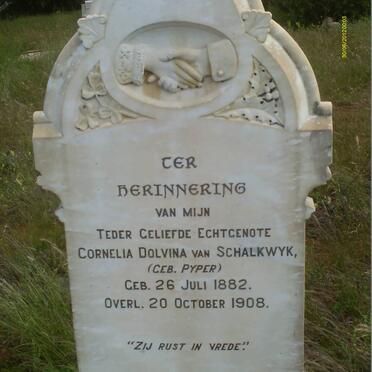 TER
HERINNERING
VAN MIJN
TEDER GELIEFDE ECHTGENOTE
CORNELIA DOLVINA VAN SCHALKWYK,
(GEB. PYPER)
GEB. 26 JULI 1882.
OVERL. 20 OCTOBER 1908.
"ZIJ RUST IN VREDE."